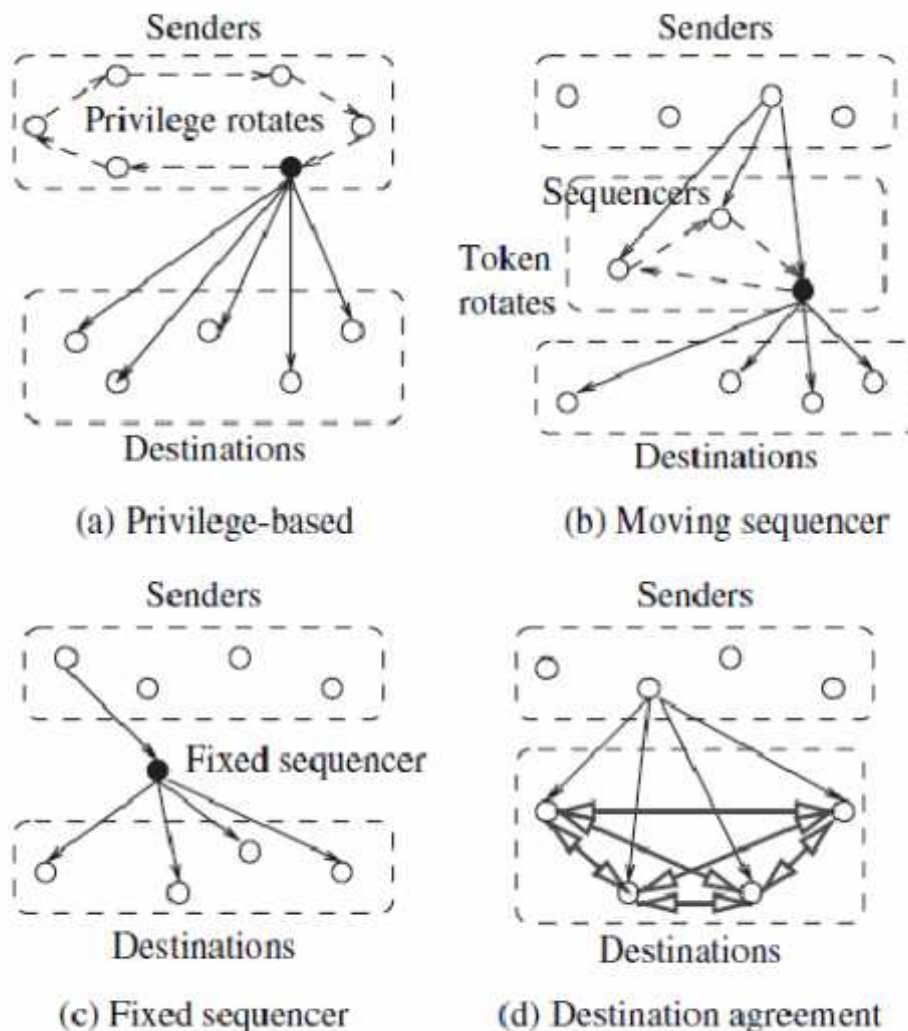 Senders
Privilege rotates
Destinations
(a) Privilege-based
Senders
Sequencers
Token
rotates
Destinations
(b) Moving sequencer
Senders
Fixed sequencer
Destinations
(c) Fixed sequencer
Senders
Destinations
(d) Destination agreement